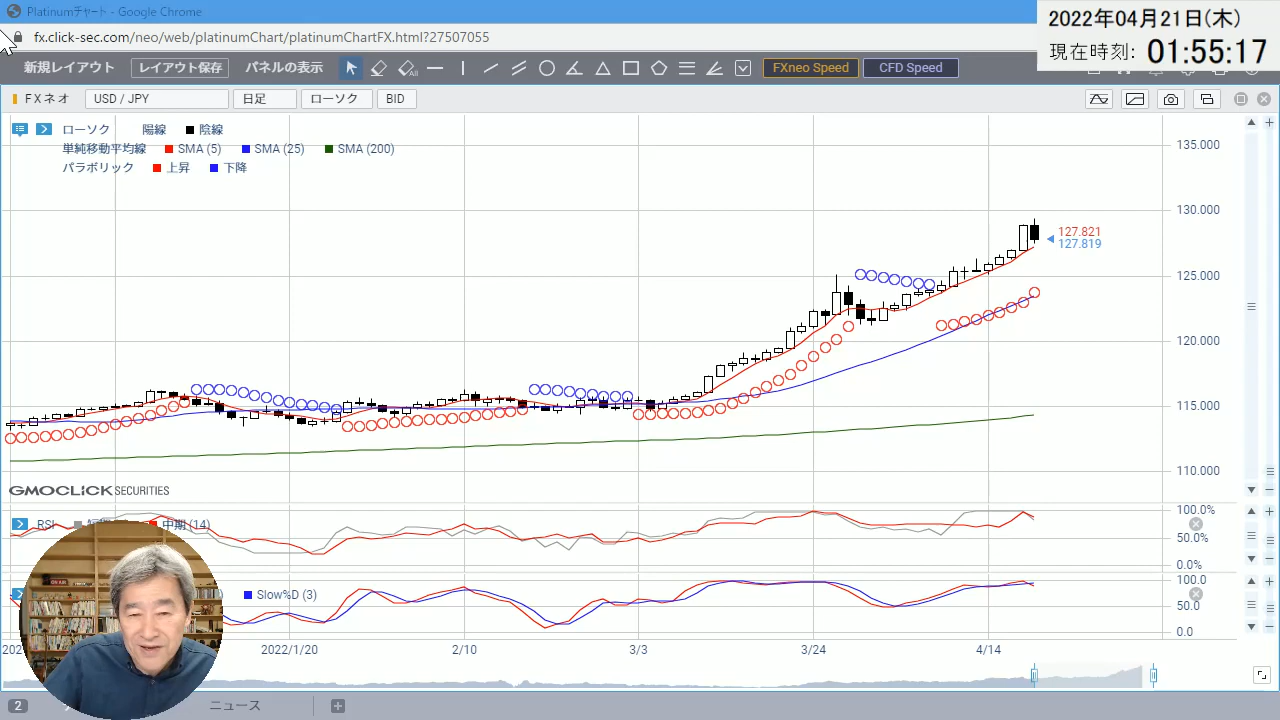 Platinumチャート - Google Chrome
2022年04月21日(木)
現在時刻: 01:55:17
fx.click-sec.com/neo/web/platinumChart/platinumChartFX.html?27507055
新規レイアウト レイアウト保存 パネルの表示 FXneo Speed CFD Speed
FXネオ USD / JPY 日足 ローソク BID
ローソク 陽線 陰線
単純移動平均線 SMA (5) SMA (25) SMA (200)
パラボリック 上昇 下降
135.000
130.000
127.821
127.819
125.000
120.000
115.000
110.000
GMOCLICK SECURITIES
RSI 中期 (14)
100.0%
50.0%
0.0%
Slow%D (3)
100.0
50.0
0.0
2022/1/20 2/10 3/3 3/24 4/14
2 ニュース